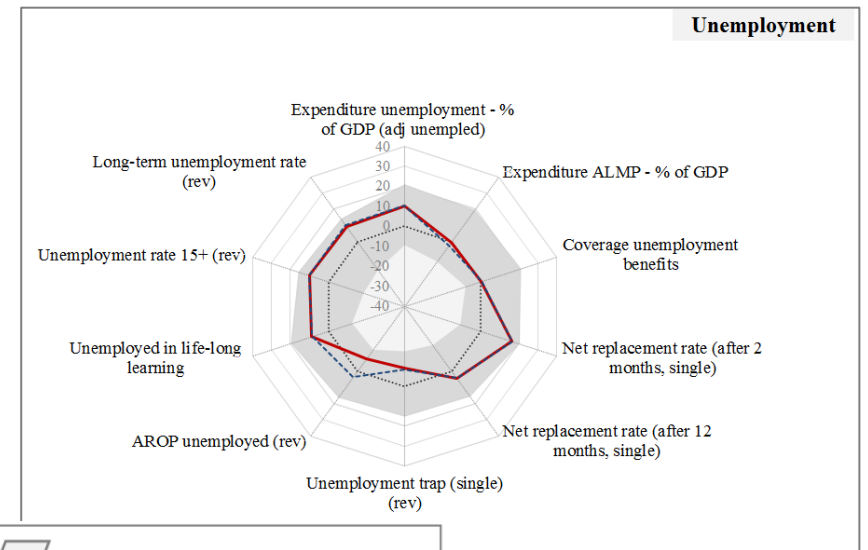 Unemployment
Expenditure unemployment - %
of GDP (adj unempled)
Long-term unemployment rate
(rev)
Expenditure ALMP - % of GDP
Unemployment rate 15+ (rev)
Coverage unemployment
benefits
Unemployed in life-long
learning
Net replacement rate (after 2
months, single)
AROP unemployed (rev)
Net replacement rate (after 12
months, single)
Unemployment trap (single)
(rev)
40
30
20
10
0
-10
-20
-30
-40